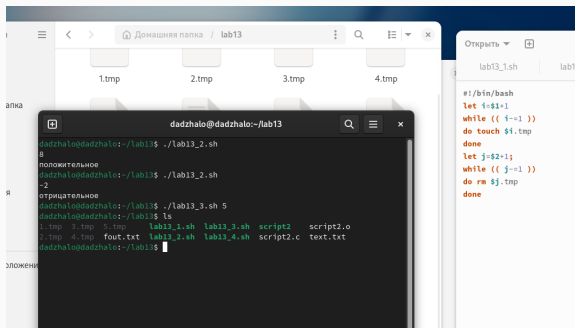 Домашняя папка / lab13
1.tmp 2.tmp 3.tmp 4.tmp
апка
я
оложени
dadzhalo@dadzhalo:~/lab13
dadzhalo@dadzhalo:~/lab13$ ./lab13_2.sh
8
положительное
dadzhalo@dadzhalo:~/lab13$ ./lab13_2.sh
-2
отрицательное
dadzhalo@dadzhalo:~/lab13$ ./lab13_3.sh 5
dadzhalo@dadzhalo:~/lab13$ ls
1.tmp 3.tmp 5.tmp lab13_1.sh lab13_3.sh script2 script2.o
2.tmp 4.tmp fout.txt lab13_2.sh lab13_4.sh script2.c text.txt
dadzhalo@dadzhalo:~/lab13$
Открыть
lab13_1.sh lab1
#!/bin/bash
let i=$1+1
while (( i-=1 ))
do touch $i.tmp
done
let j=$2+1;
while (( j-=1 ))
do rm $j.tmp
done